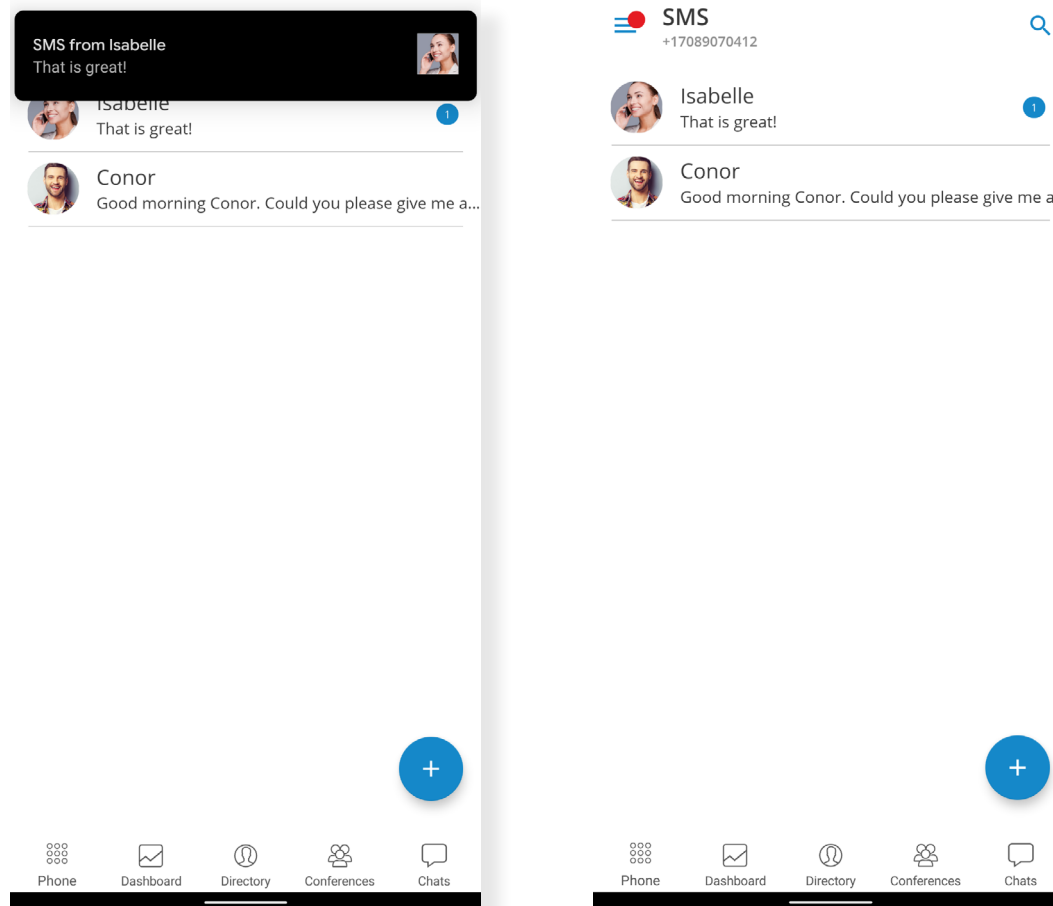 SMS from Isabelle
That is great!
Isabelle
1
That is great!
Conor
Good morning Conor. Could you please give me a...
Phone
Dashboard
Directory
Conferences
Chats
SMS
+17089070412
Isabelle
1
That is great!
Conor
Good morning Conor. Could you please give me a
Phone
Dashboard
Directory
Conferences
Chats